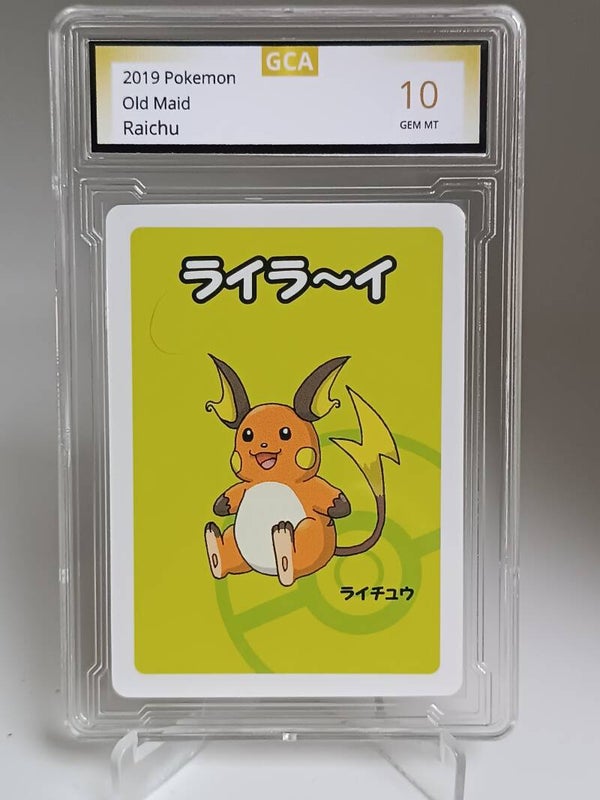 GCA
2019 Pokemon
Old Maid
Raichu
10
GEM MT
ライラ〜イ
ライチュウ